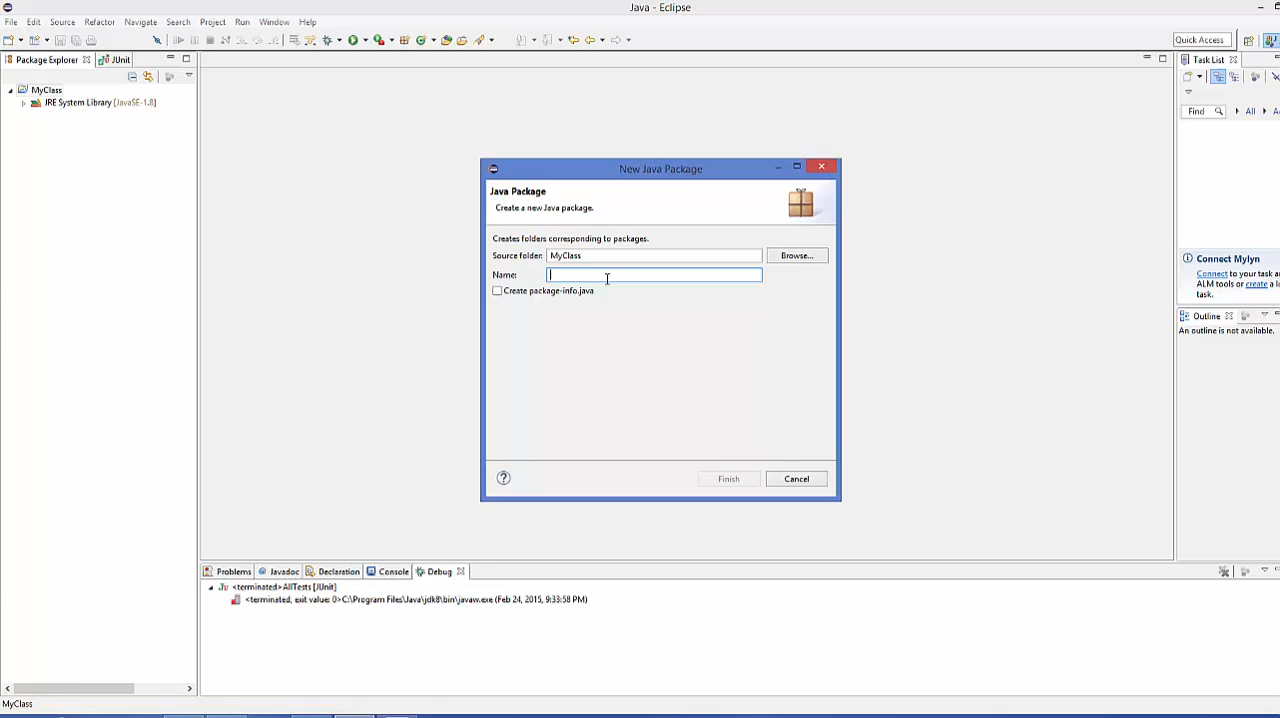 Java - Eclipse
File Edit Source Refactor Navigate Search Project Run Window Help
Quick Access
Package Explorer JUnit
MyClass
JRE System Library [JavaSE-1.8]
New Java Package
Java Package
Create a new Java package.
Creates folders corresponding to packages.
Source folder: MyClass Browse...
Name:
Create package-info.java
? Finish Cancel
Task List
Find All
Connect Mylyn
Connect to your task a
ALM tools or create a lo
task.
Outline
An outline is not available.
Problems Javadoc Declaration Console Debug
<terminated>AllTests [JUnit]
<terminated, exit value: 0>C:\Program Files\Java\jdk8\bin\javaw.exe (Feb 24, 2015, 9:33:58 PM)
MyClass